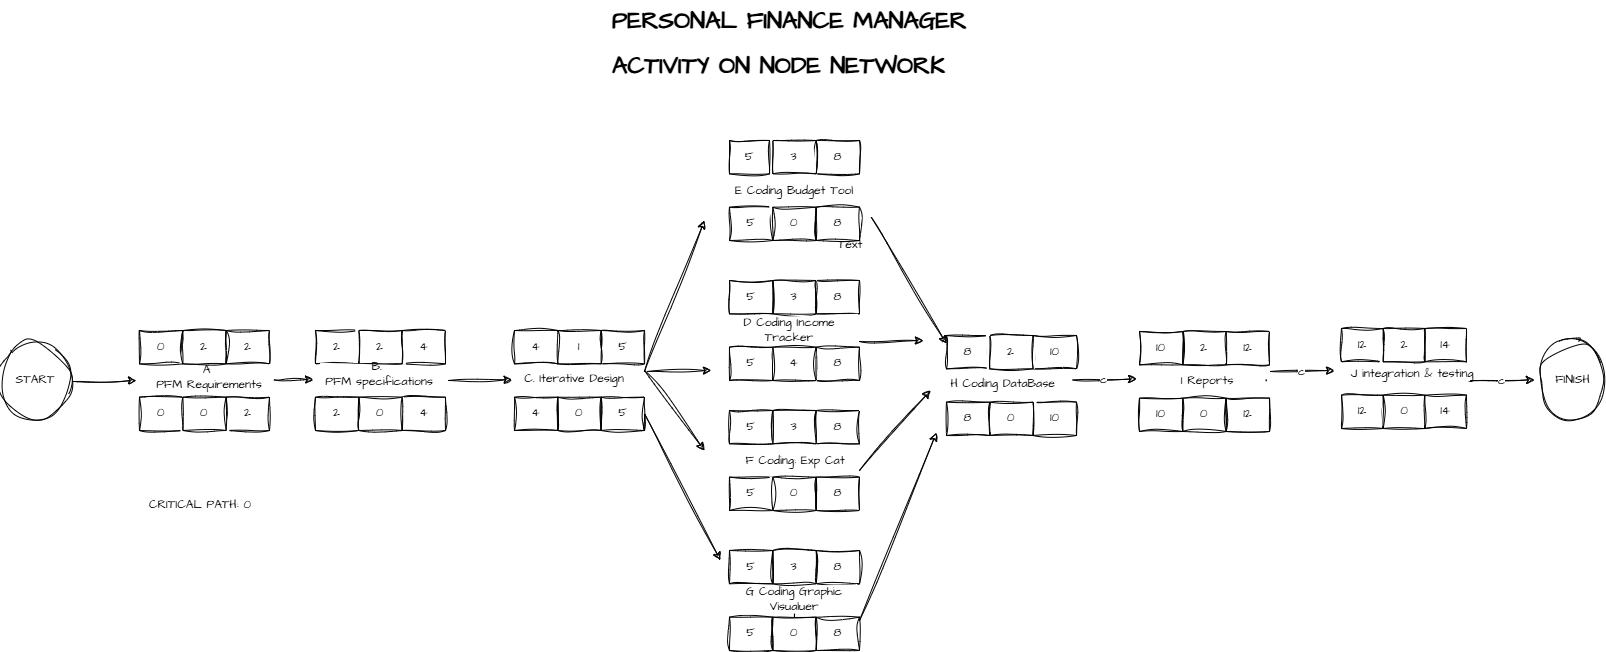 PERSONAL FINANCE MANAGER
ACTIVITY ON NODE NETWORK
START
0 2 2
A
PFM Requirements
0 0 2
2 2 4
B.
PFM specifications
2 0 4
4 1 5
C. Iterative Design
4 0 5
5 3 8
E Coding Budget Tool
5 0 8
Text
5 3 8
D Coding Income
Tracker
5 4 8
5 3 8
F Coding: Exp Cat
5 0 8
5 3 8
G Coding Graphic
Visualuer
5 0 8
8 2 10
H Coding DataBase
8 0 10
c
10 2 12
I Reports
10 0 12
c
12 2 14
J integration & testing
12 0 14
c
FINISH
CRITICAL PATH: 0